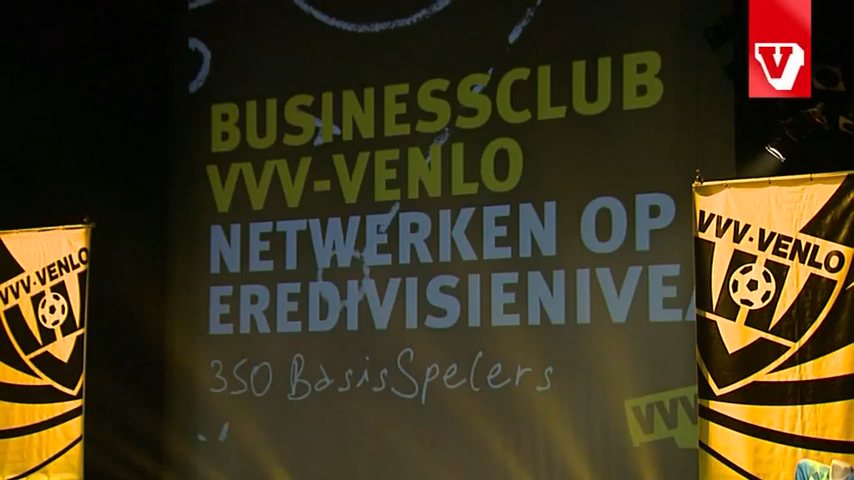 V
BUSINESSCLUB
VVV-VENLO
NETWERKEN OP
EREDIVISIENIVEA
350 BasisSpelers
VVV-VENLO
VVV-VENLO
VVV